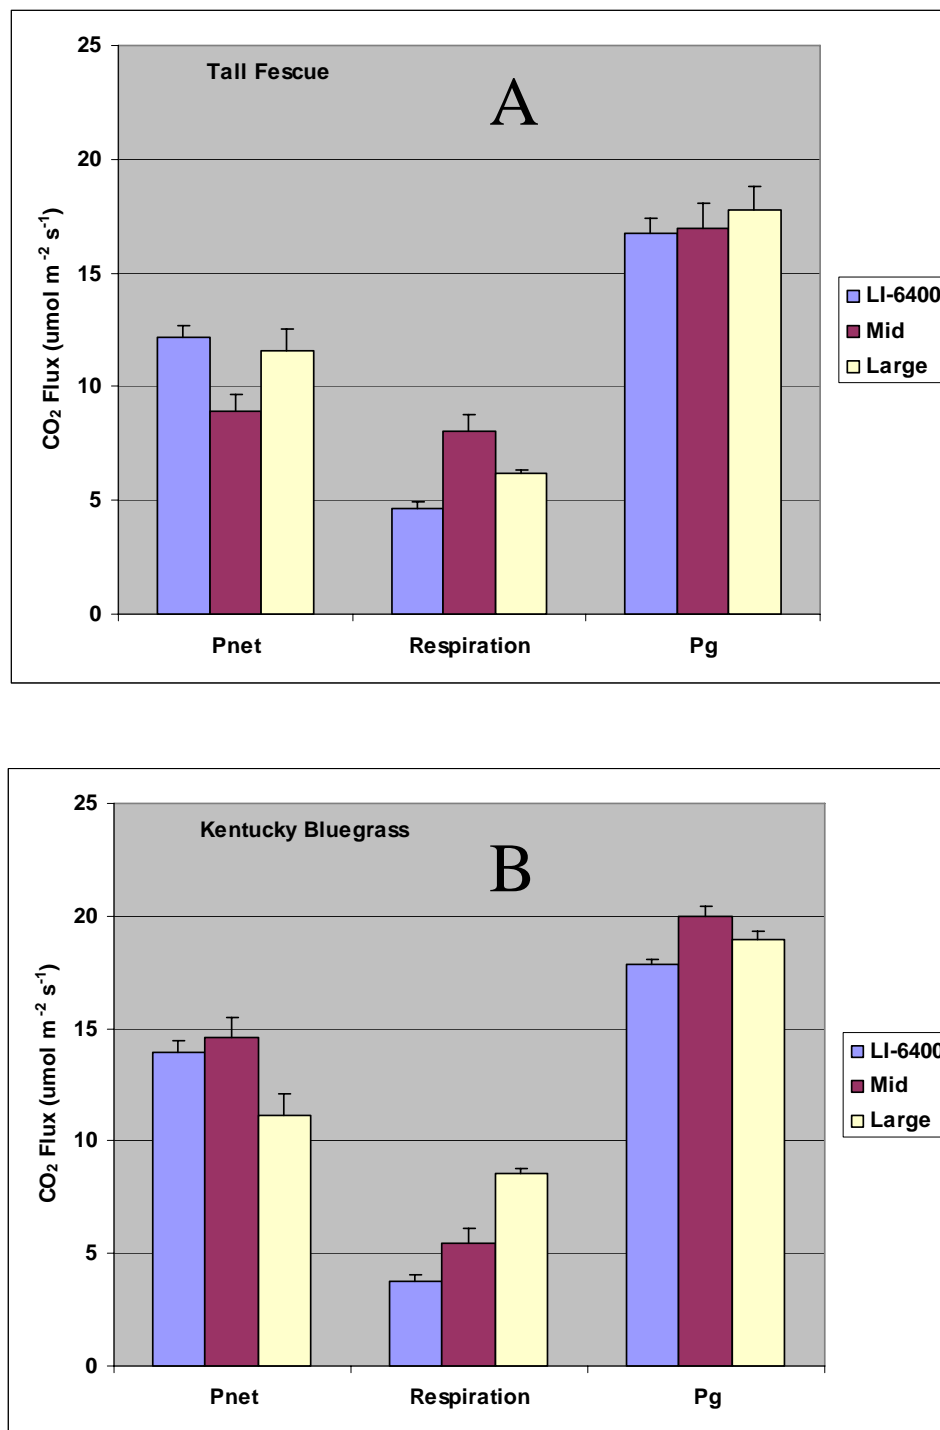 25
Tall Fescue
A
20
15
10
5
0
CO₂ Flux (umol m⁻² s⁻¹)
Pnet Respiration Pg
LI-6400
Mid
Large
25
Kentucky Bluegrass
B
20
15
10
5
0
CO₂ Flux (umol m⁻² s⁻¹)
Pnet Respiration Pg
LI-6400
Mid
Large